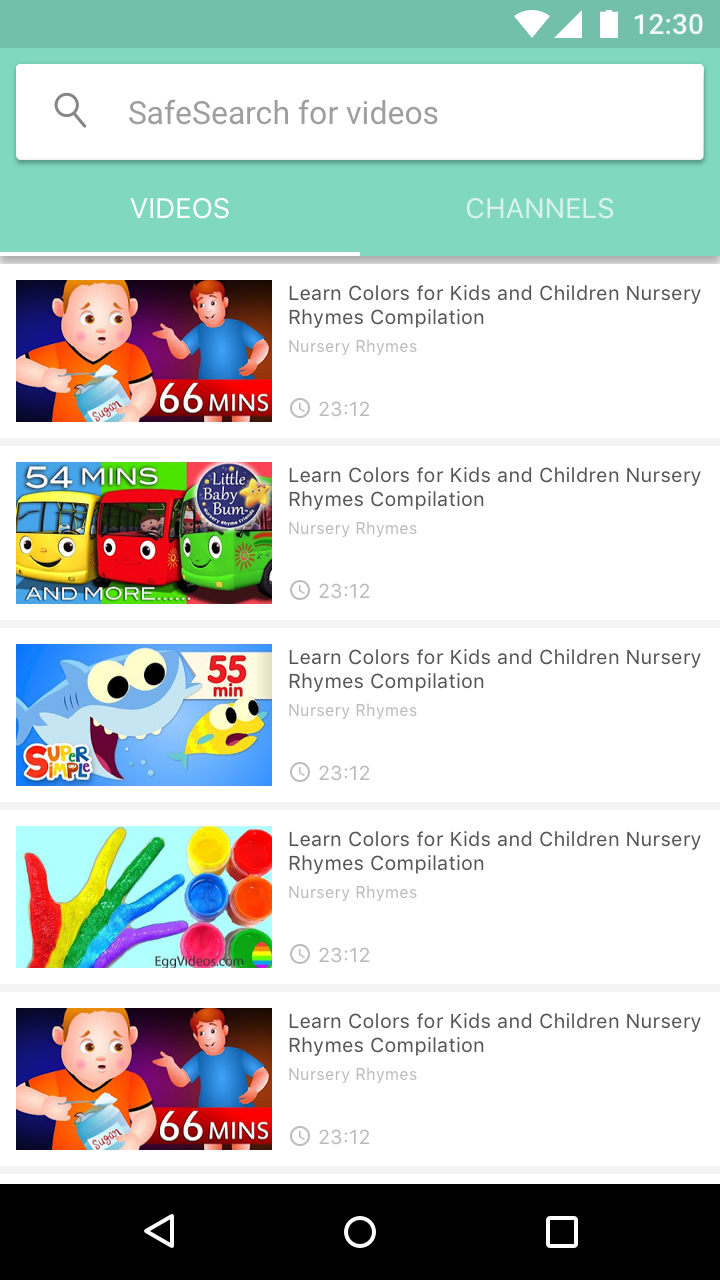 12:30
SafeSearch for videos
VIDEOS
CHANNELS
Learn Colors for Kids and Children Nursery
Rhymes Compilation
Nursery Rhymes
23:12
Sugar
66 MINS
Learn Colors for Kids and Children Nursery
Rhymes Compilation
Nursery Rhymes
23:12
54 MINS
Little
Baby
Bum
Nursery Rhyme Friends
AND MORE......
Learn Colors for Kids and Children Nursery
Rhymes Compilation
Nursery Rhymes
23:12
55
min
SUPER
SIMPLE
Learn Colors for Kids and Children Nursery
Rhymes Compilation
Nursery Rhymes
23:12
EggVideos.com
Learn Colors for Kids and Children Nursery
Rhymes Compilation
Nursery Rhymes
23:12
Sugar
66 MINS